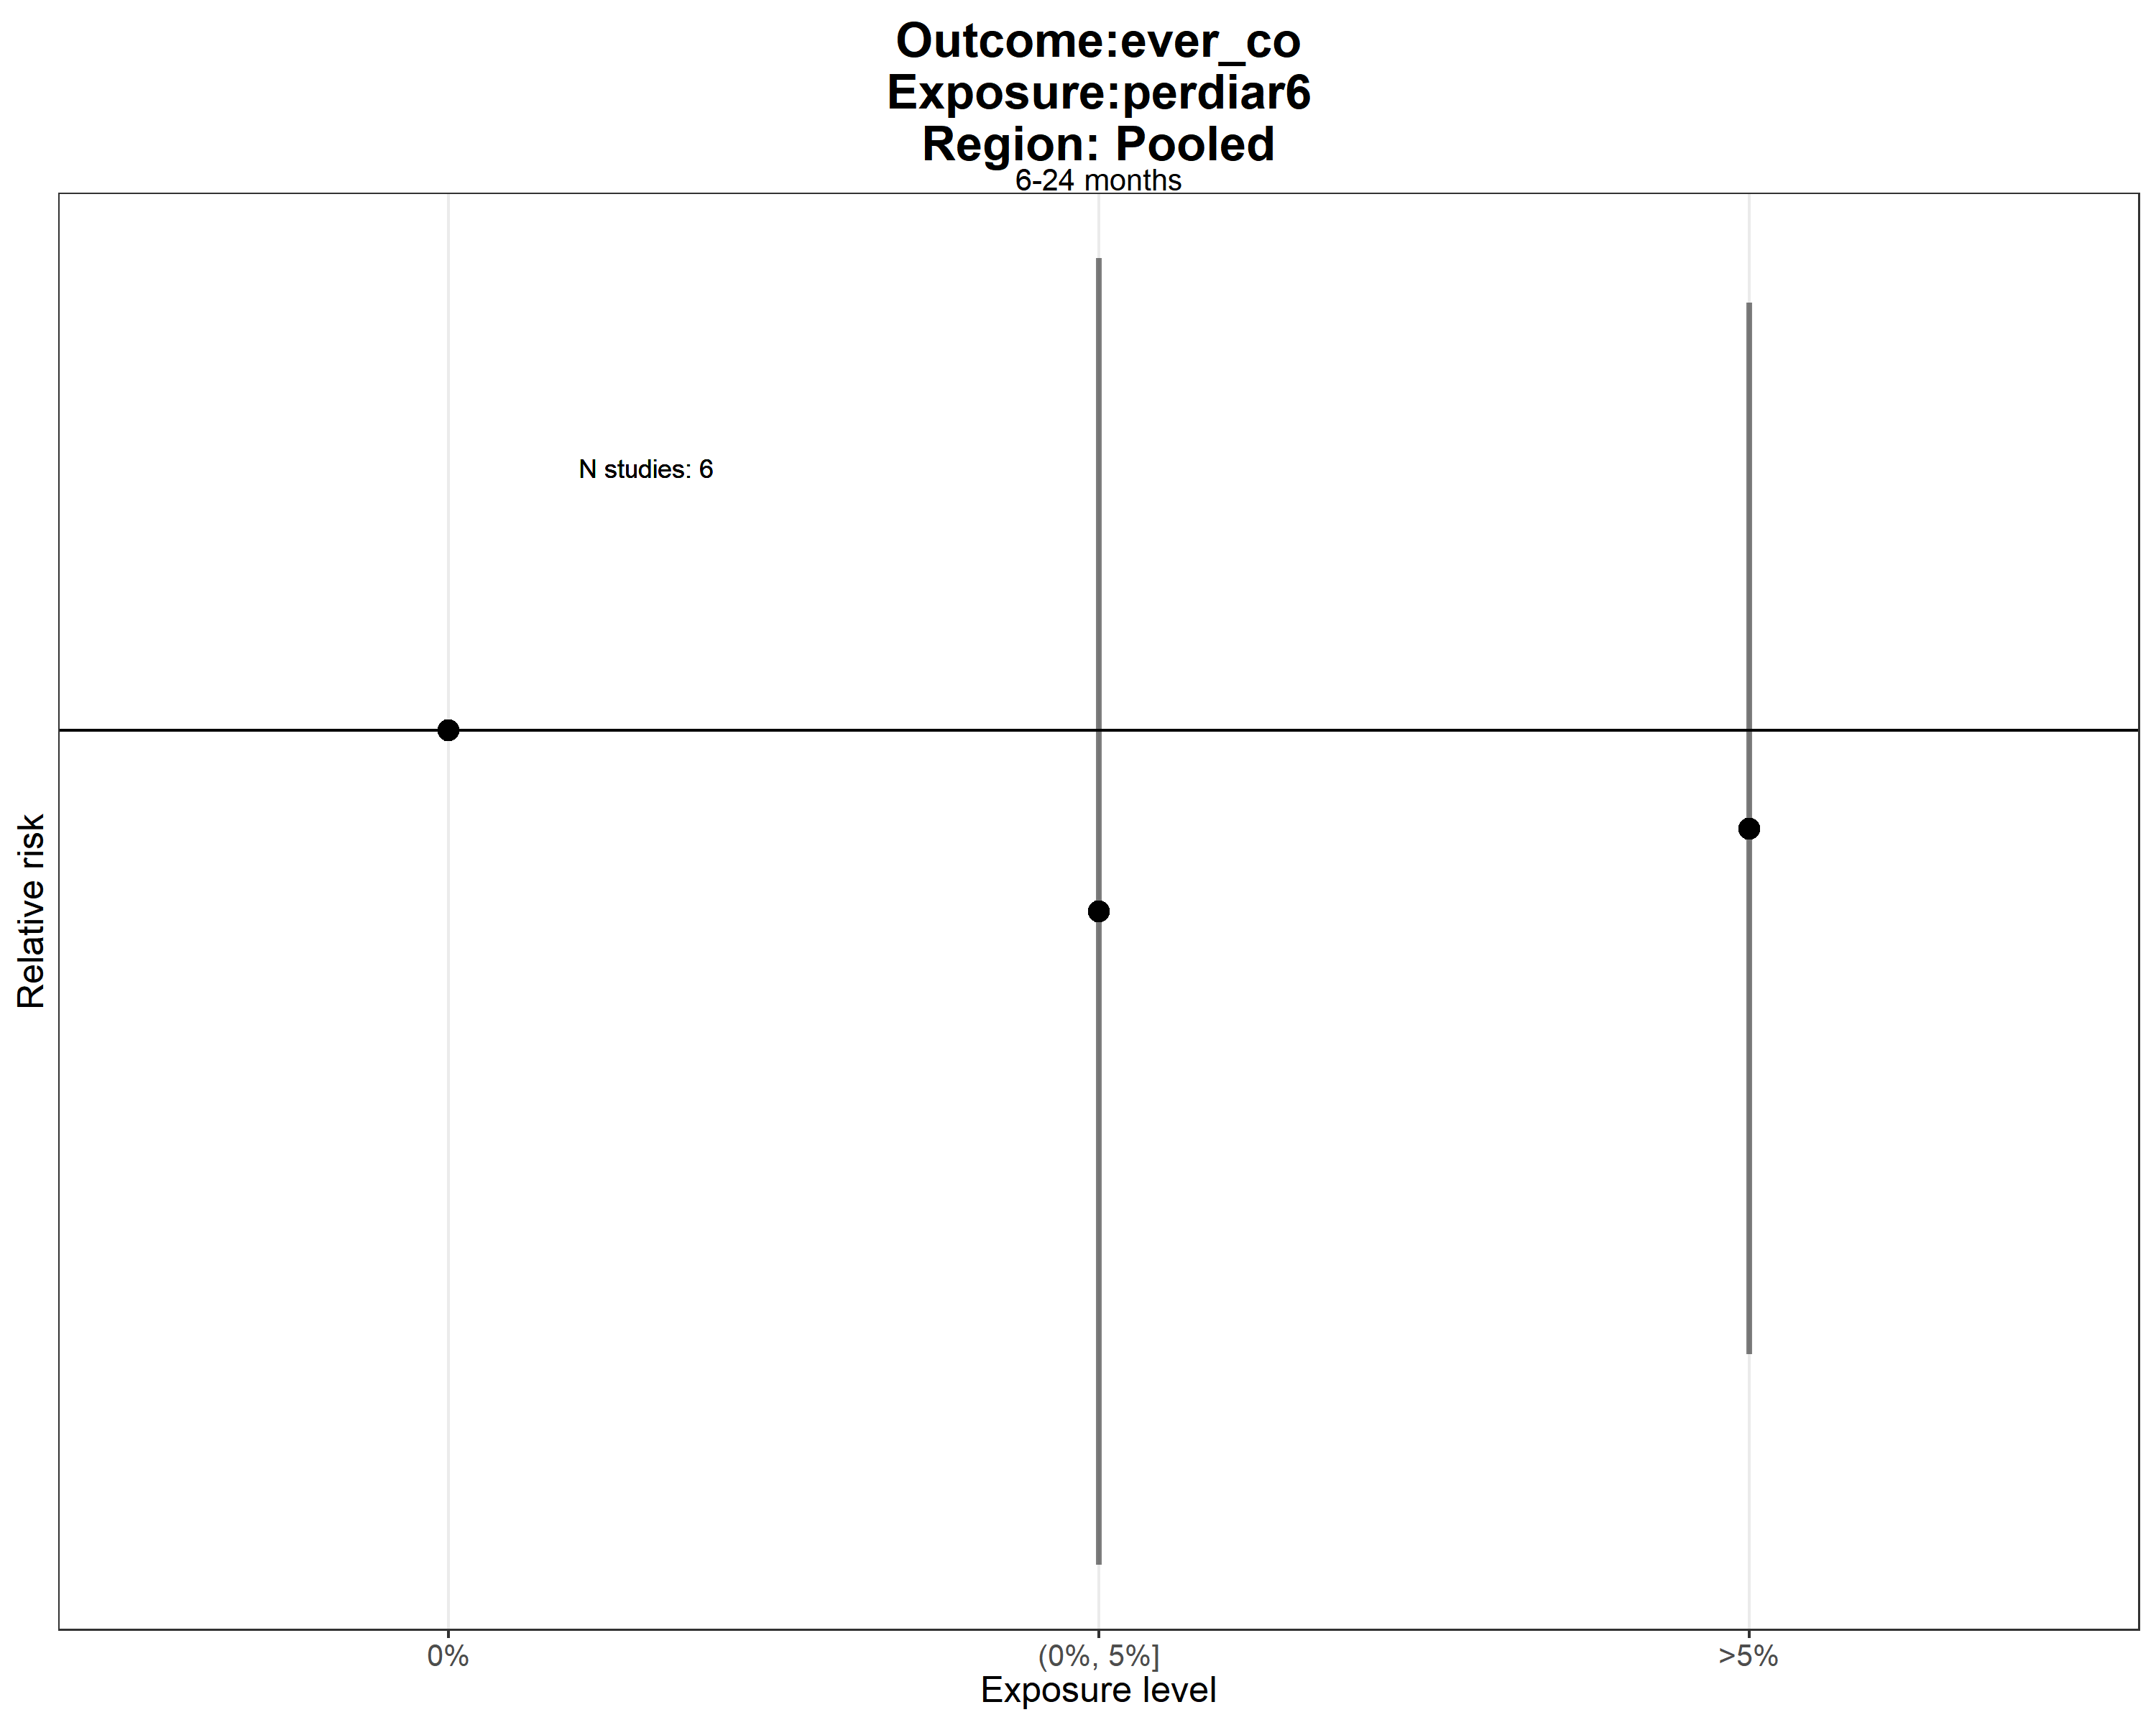 Outcome:ever_co
Exposure:perdiar6
Region: Pooled
6-24 months
N studies: 6
Relative risk
0%
(0%, 5%]
>5%
Exposure level